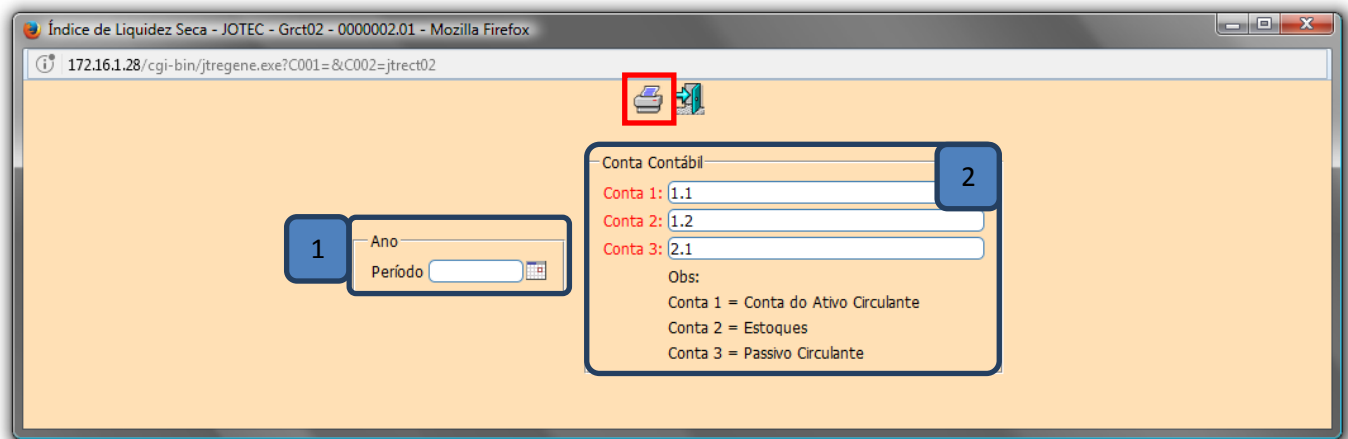 Índice de Liquidez Seca - JOTEC - Grct02 - 0000002.01 - Mozilla Firefox
172.16.1.28/cgi-bin/jtregene.exe?C001=&C002=jtrect02
1
Ano
Período
2
Conta Contábil
Conta 1: 1.1
Conta 2: 1.2
Conta 3: 2.1
Obs:
Conta 1 = Conta do Ativo Circulante
Conta 2 = Estoques
Conta 3 = Passivo Circulante